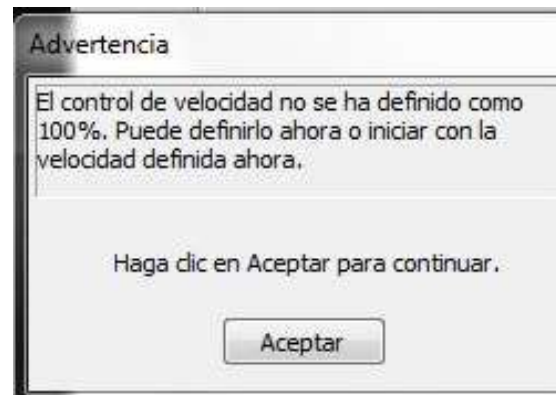 Advertencia
El control de velocidad no se ha definido como
100%. Puede definirlo ahora o iniciar con la
velocidad definida ahora.
Haga clic en Aceptar para continuar.
Aceptar